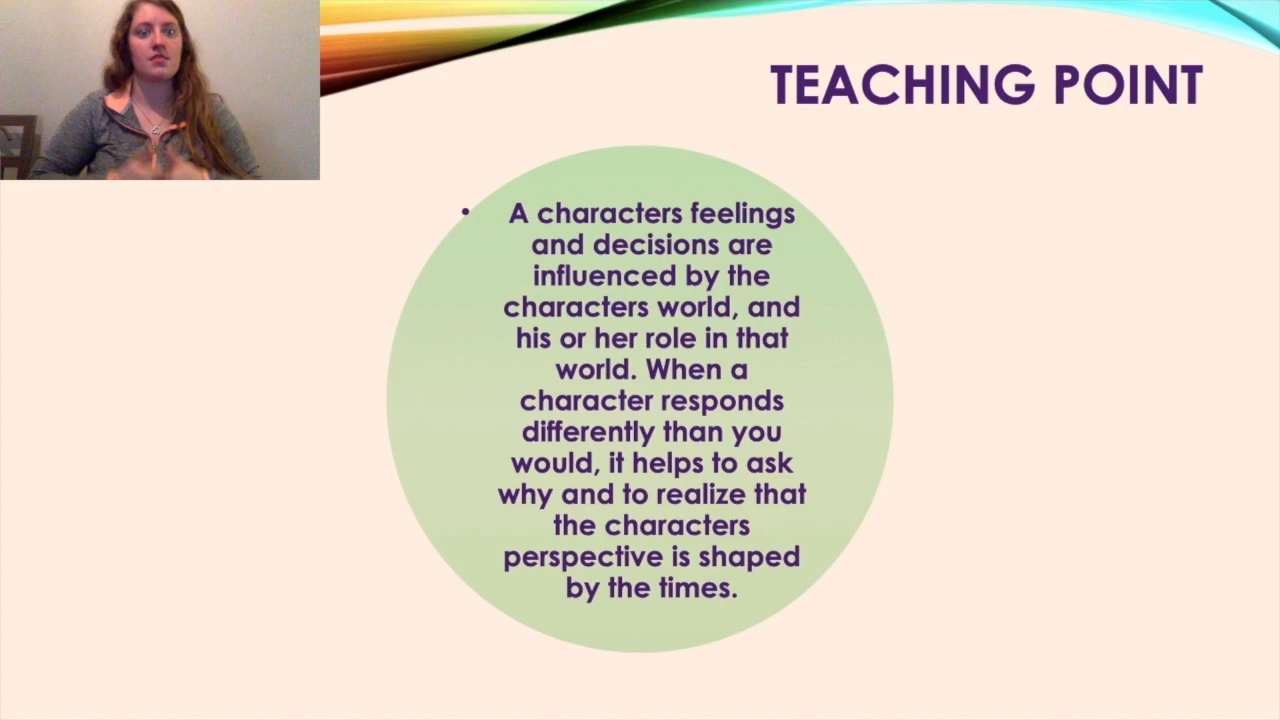 TEACHING POINT
• A characters feelings
and decisions are
influenced by the
characters world, and
his or her role in that
world. When a
character responds
differently than you
would, it helps to ask
why and to realize that
the characters
perspective is shaped
by the times.